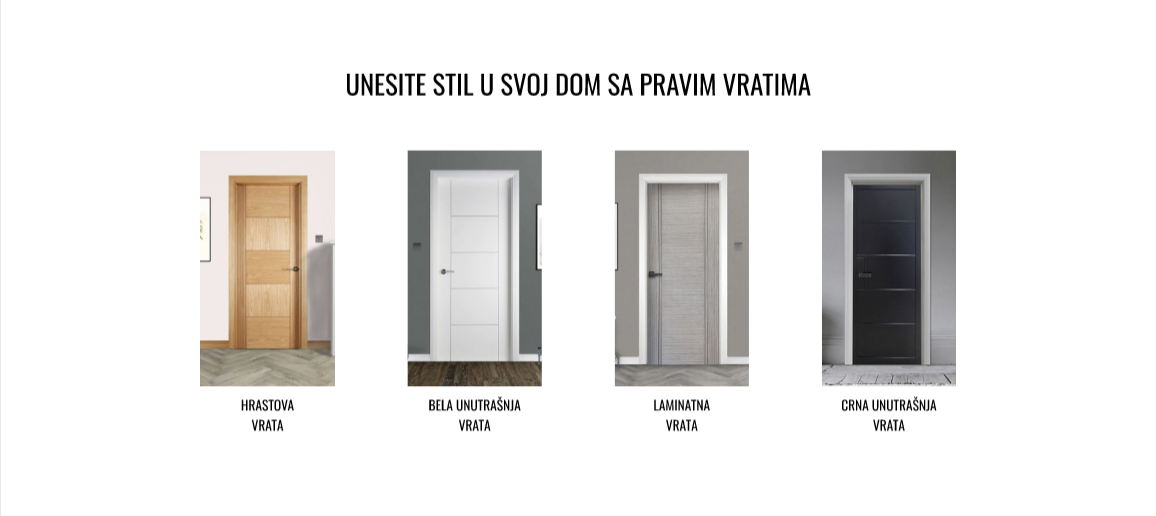 UNESITE STIL U SVOJ DOM SA PRAVIM VRATIMA
HRASTOVA
VRATA
BELA UNUTRAŠNJA
VRATA
LAMINATNA
VRATA
CRNA UNUTRAŠNJA
VRATA